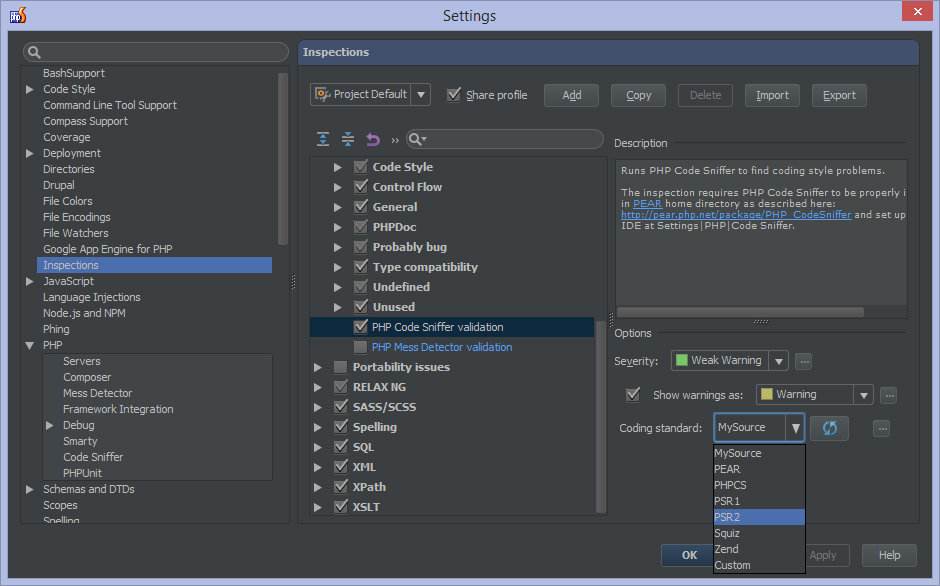 Settings
BashSupport
Code Style
Command Line Tool Support
Compass Support
Coverage
Deployment
Directories
Drupal
File Colors
File Encodings
File Watchers
Google App Engine for PHP
Inspections
JavaScript
Language Injections
Node.js and NPM
Phing
PHP
Servers
Composer
Mess Detector
Framework Integration
Debug
Smarty
Code Sniffer
PHPUnit
Schemas and DTDs
Scopes
Spelling
Inspections
Project Default
Share profile
Add
Copy
Delete
Import
Export
Code Style
Control Flow
General
PHPDoc
Probably bug
Type compatibility
Undefined
Unused
PHP Code Sniffer validation
PHP Mess Detector validation
Portability issues
RELAX NG
SASS/SCSS
Spelling
SQL
XML
XPath
XSLT
Description
Runs PHP Code Sniffer to find coding style problems.
The inspection requires PHP Code Sniffer to be properly i
in PEAR home directory as described here:
http://pear.php.net/package/PHP_CodeSniffer and set up
IDE at Settings|PHP|Code Sniffer.
Options
Severity: Weak Warning ...
Show warnings as: Warning ...
Coding standard: MySource ...
MySource
PEAR
PHPCS
PSR1
PSR2
Squiz
Zend
Custom
OK
Apply
Help